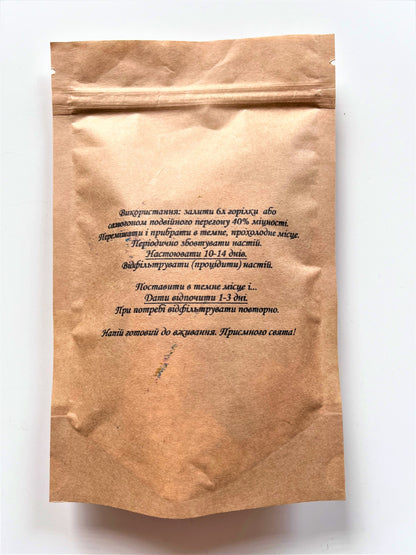 Використання: залити 6л горілки або
самогоном подвійного перегону 40% міцності.
Перемішати і прибрати в темне, прохолодне місце.
Періодично збовтувати настій.
Настоювати 10-14 днів.
Відфільтрувати (процідити) настій.
Поставити в темне місце і...
Дати відпочити 1-3 дні.
При потребі відфільтрувати повторно.
Напій готовий до вживання. Приємного свята!